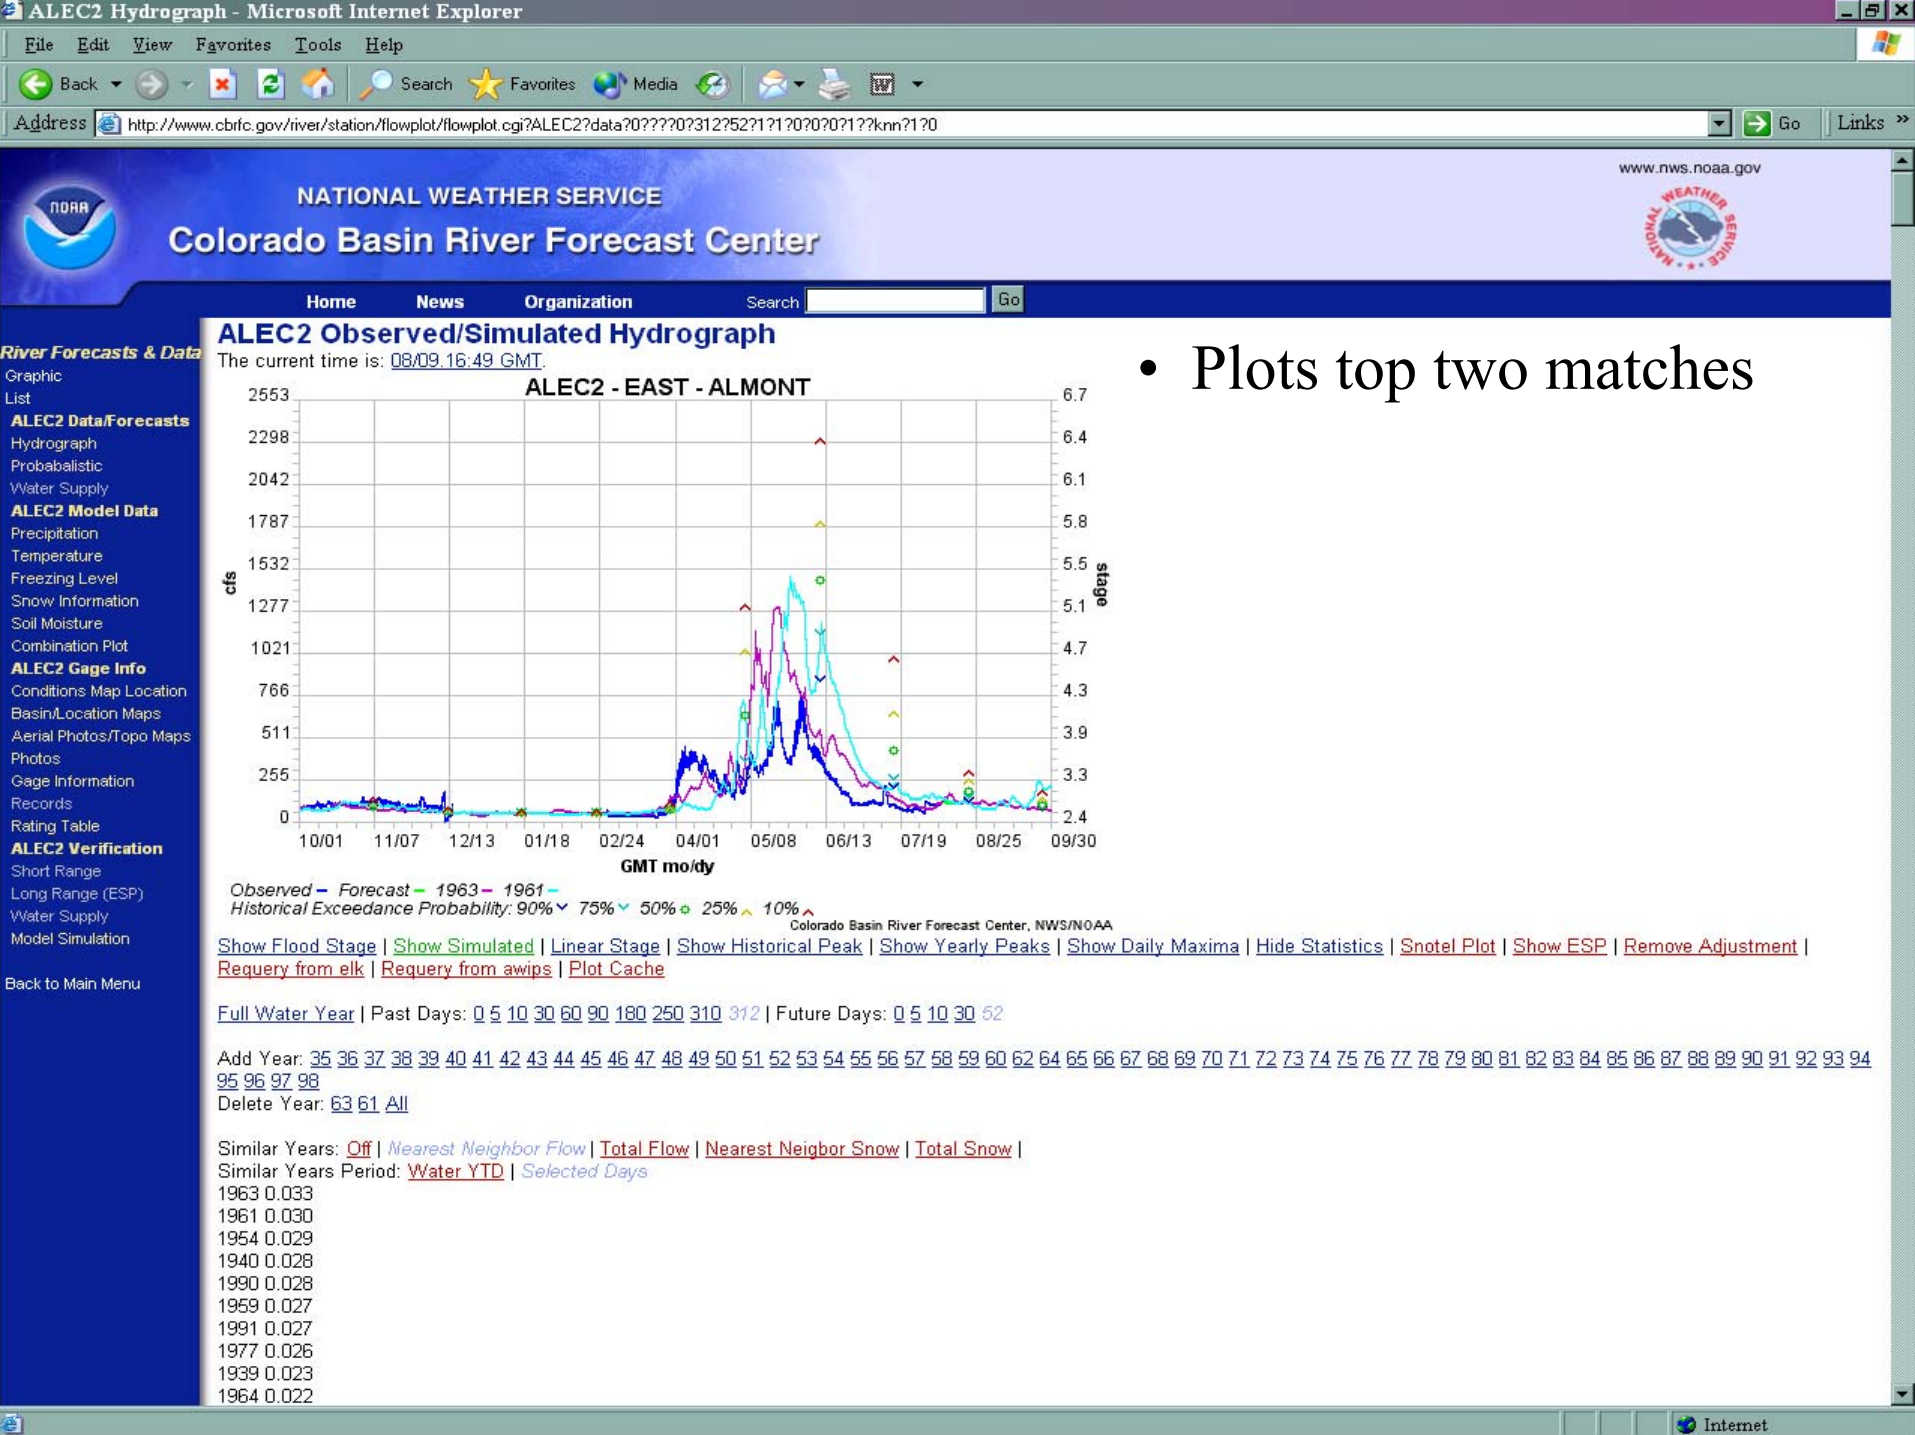 ALEC2 Hydrograph - Microsoft Internet Explorer
File Edit View Favorites Tools Help
Back Search Favorites Media
Address http://www.cbrfc.gov/river/station/flowplot/flowplot.cgi?ALEC2?data?0????0?312?52?1?1?0?0?0?1??knn?1?0 Go Links »
www.nws.noaa.gov
NOAA
NATIONAL WEATHER SERVICE
Colorado Basin River Forecast Center
NATIONAL WEATHER SERVICE
Home News Organization Search Go
River Forecasts & Data
Graphic
List
ALEC2 Data/Forecasts
Hydrograph
Probabalistic
Water Supply
ALEC2 Model Data
Precipitation
Temperature
Freezing Level
Snow Information
Soil Moisture
Combination Plot
ALEC2 Gage Info
Conditions Map Location
Basin/Location Maps
Aerial Photos/Topo Maps
Photos
Gage Information
Records
Rating Table
ALEC2 Verification
Short Range
Long Range (ESP)
Water Supply
Model Simulation
Back to Main Menu
ALEC2 Observed/Simulated Hydrograph
The current time is: 08/09.16:49 GMT.
• Plots top two matches
ALEC2 - EAST - ALMONT
2553 6.7
2298 6.4
2042 6.1
1787 5.8
1532 5.5
1277 5.1
1021 4.7
766 4.3
511 3.9
255 3.3
0 2.4
cfs
stage
10/01 11/07 12/13 01/18 02/24 04/01 05/08 06/13 07/19 08/25 09/30
GMT mo/dy
Observed Forecast 1963 1961
Historical Exceedance Probability: 90% 75% 50% 25% 10%
Colorado Basin River Forecast Center, NWS/NOAA
Show Flood Stage | Show Simulated | Linear Stage | Show Historical Peak | Show Yearly Peaks | Show Daily Maxima | Hide Statistics | Snotel Plot | Show ESP | Remove Adjustment |
Requery from elk | Requery from awips | Plot Cache
Full Water Year | Past Days: 0 5 10 30 60 90 180 250 310 312 | Future Days: 0 5 10 30 52
Add Year: 35 36 37 38 39 40 41 42 43 44 45 46 47 48 49 50 51 52 53 54 55 56 57 58 59 60 62 64 65 66 67 68 69 70 71 72 73 74 75 76 77 78 79 80 81 82 83 84 85 86 87 88 89 90 91 92 93 94
95 96 97 98
Delete Year: 63 61 All
Similar Years: Off | Nearest Neighbor Flow | Total Flow | Nearest Neigbor Snow | Total Snow |
Similar Years Period: Water YTD | Selected Days
1963 0.033
1961 0.030
1954 0.029
1940 0.028
1990 0.028
1959 0.027
1991 0.027
1977 0.026
1939 0.023
1964 0.022
Internet